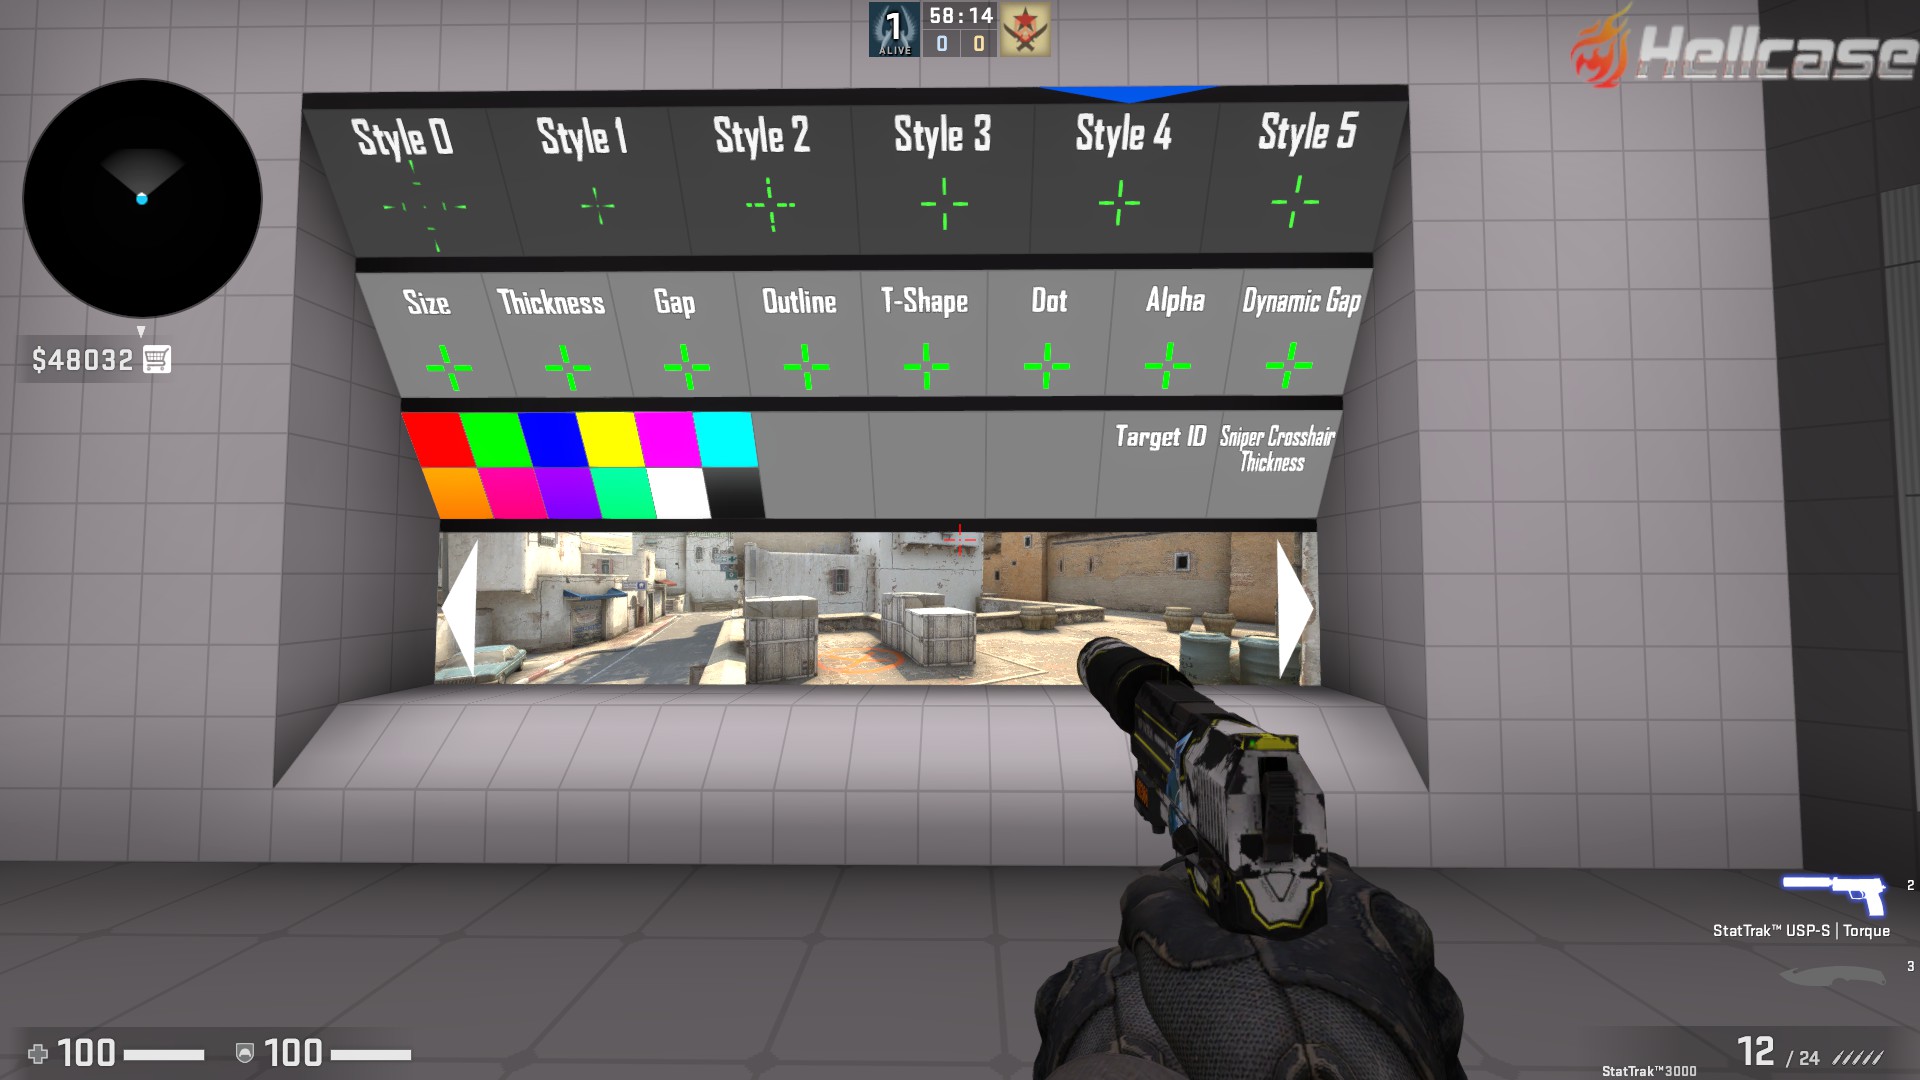 1
ALIVE
58:14
0 0
Hellcase
Style 0 Style 1 Style 2 Style 3 Style 4 Style 5
Size Thickness Gap Outline T-Shape Dot Alpha Dynamic Gap
$48032
Target ID Sniper Crosshair
Thickness
2
StatTrak™ USP-S | Torque
3
100 100
12 / 24
StatTrak™3000